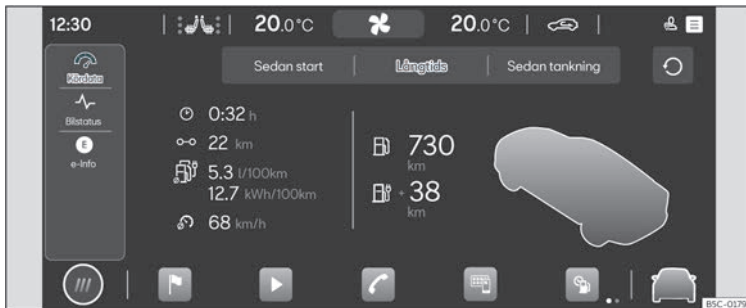 12:30 20.0°C 20.0°C
Kördata
Sedan start Långtids Sedan tankning
Bilstatus
E
e-Info
0:32 h
22 km
5.3 l/100km
12.7 kWh/100km
68 km/h
730
km
+38
km
BSC-0179